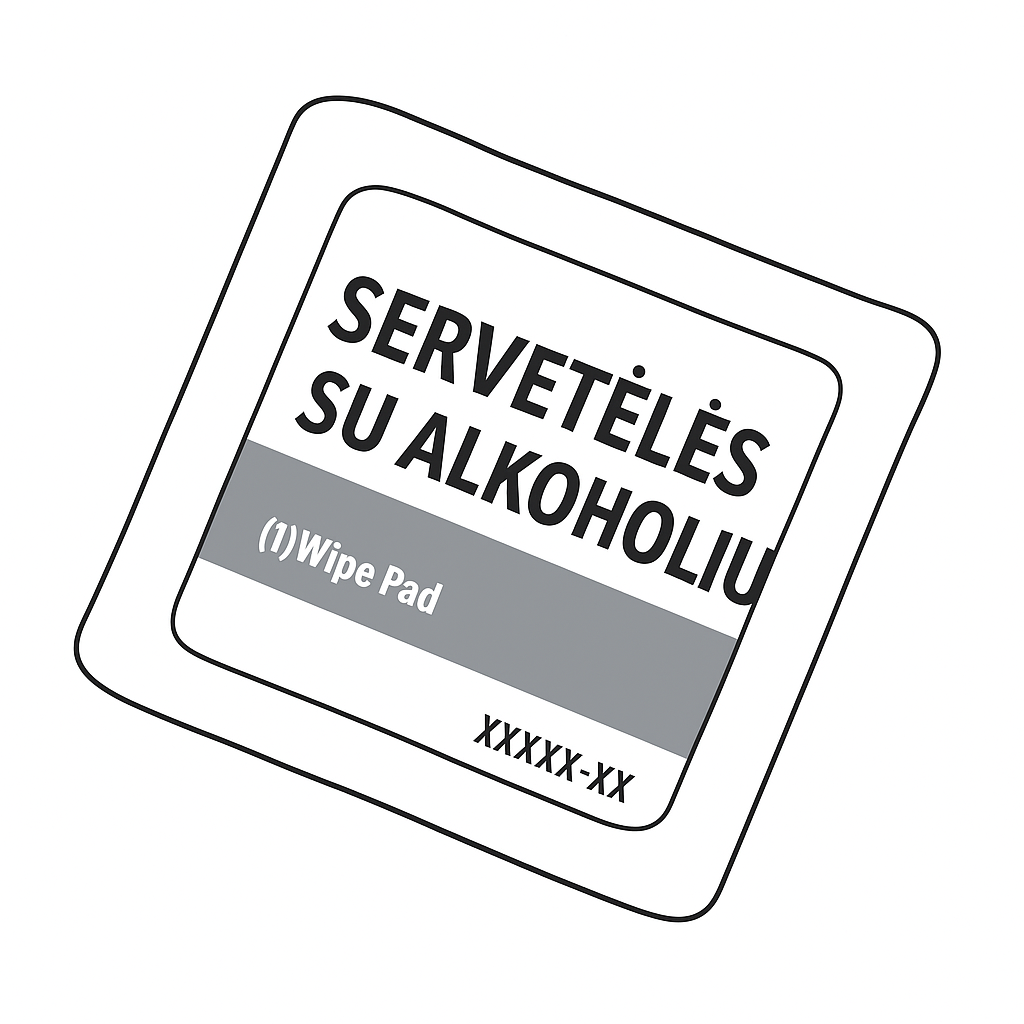 SERVETĖLĖS
SU ALKOHOLIU
(1)Wipe Pad
XXXXX-XX